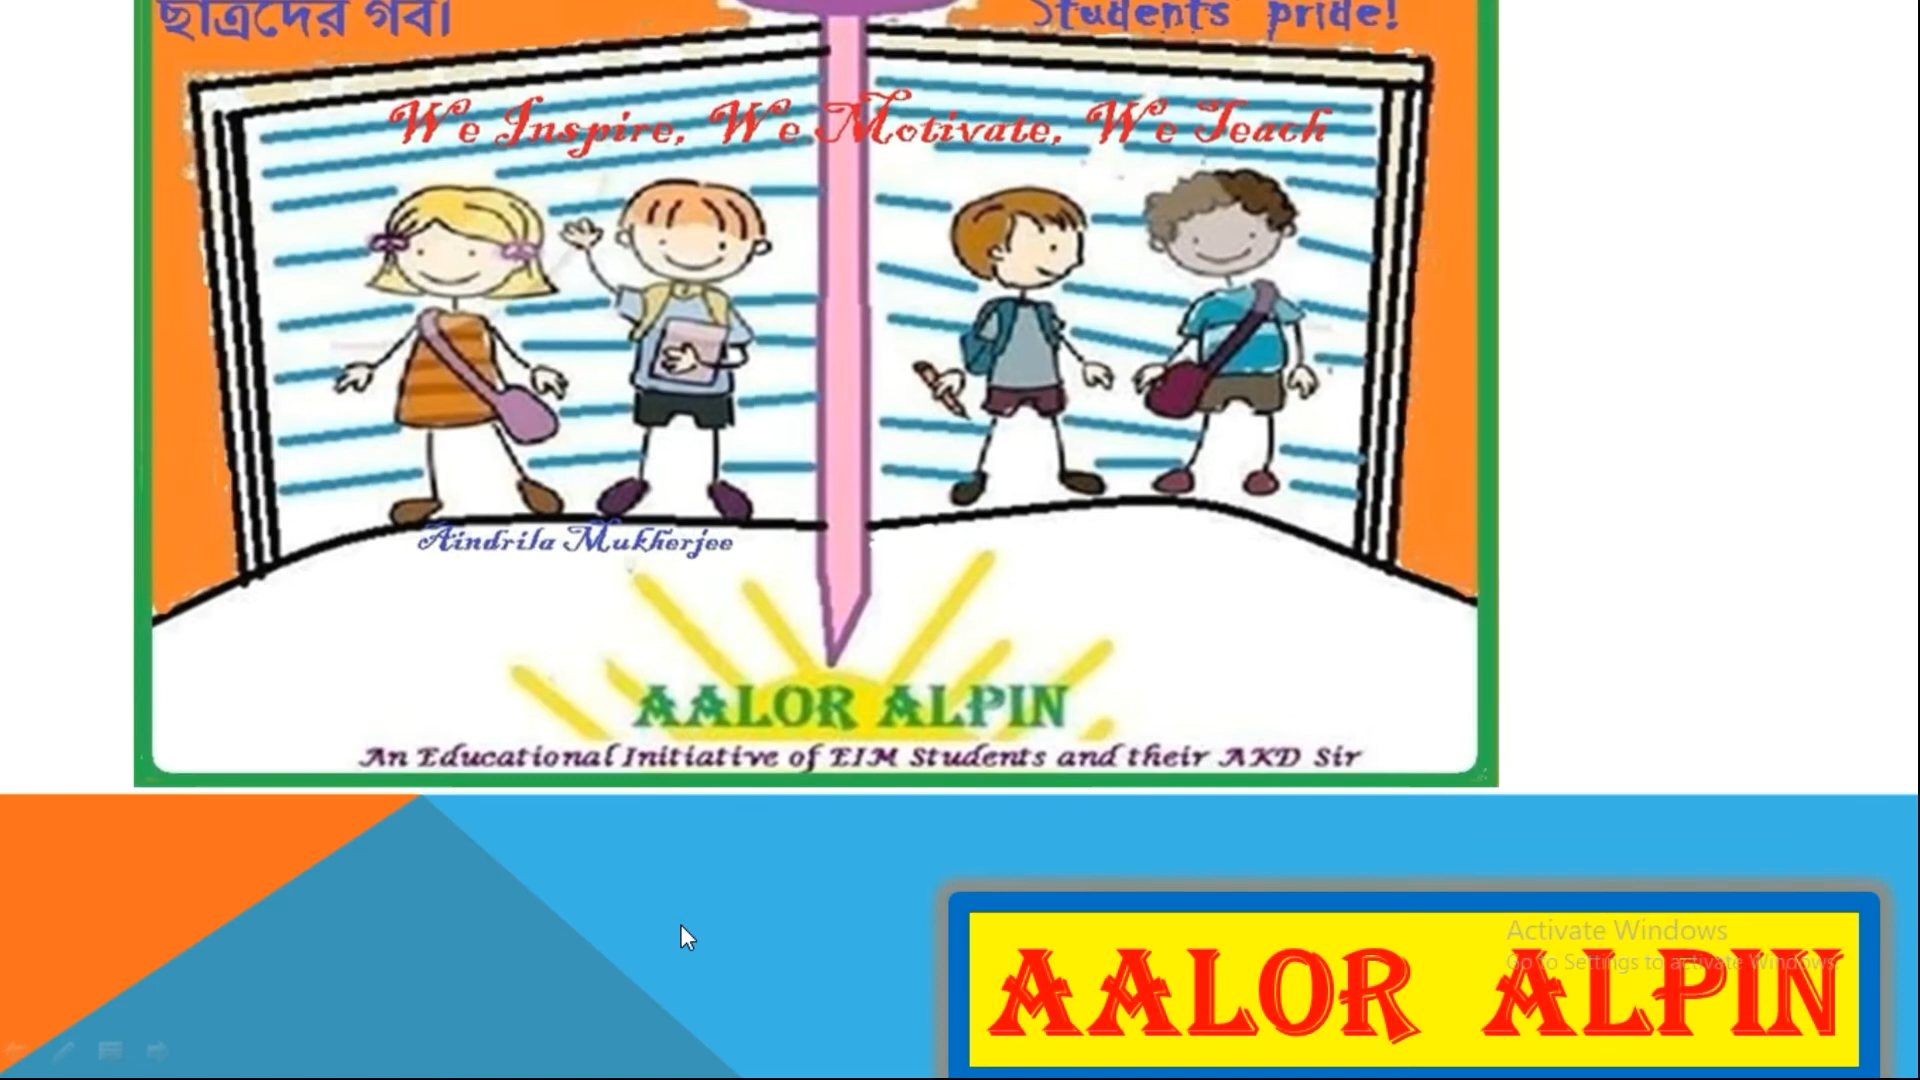 ছাত্রদের গর্ব।
Students' pride!
We Inspire, We Motivate, We Teach
Aindrila Mukherjee
AALOR ALPIN
An Educational Initiative of EIM Students and their AKD Sir
Activate Windows
Go to Settings to activate Windows.
AALOR ALPIN